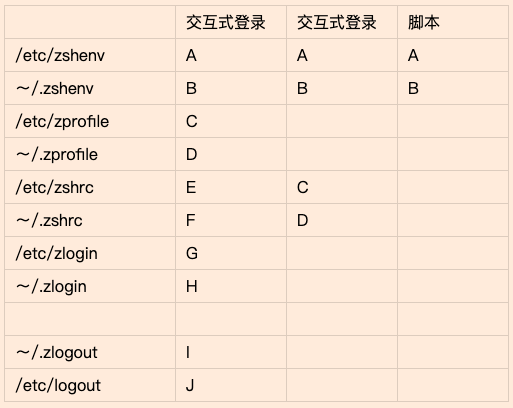 交互式登录 交互式登录 脚本
/etc/zshenv A A A
~/.zshenv B B B
/etc/zprofile C
~/.zprofile D
/etc/zshrc E C
~/.zshrc F D
/etc/zlogin G
~/.zlogin H
~/.zlogout I
/etc/logout J